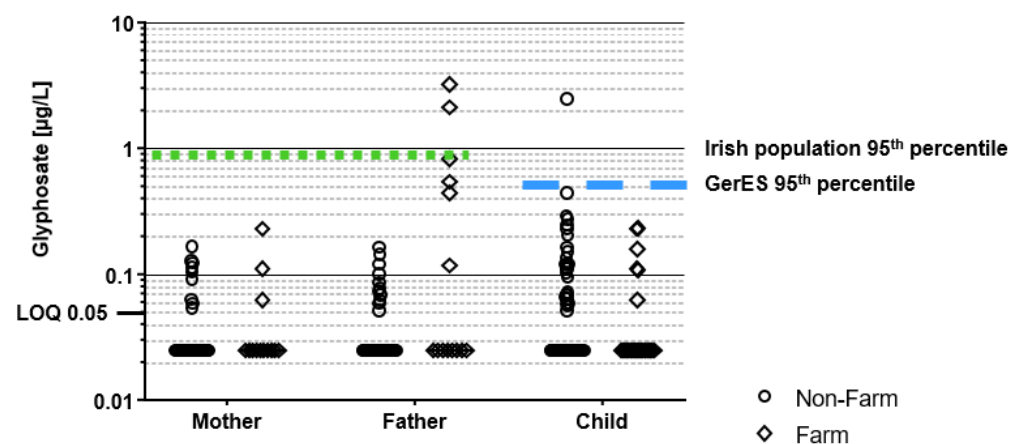 10
1
0.1
LOQ 0.05
0.01
Glyphosate [µg/L]
Mother Father Child
Irish population 95th percentile
GerES 95th percentile
Non-Farm
Farm